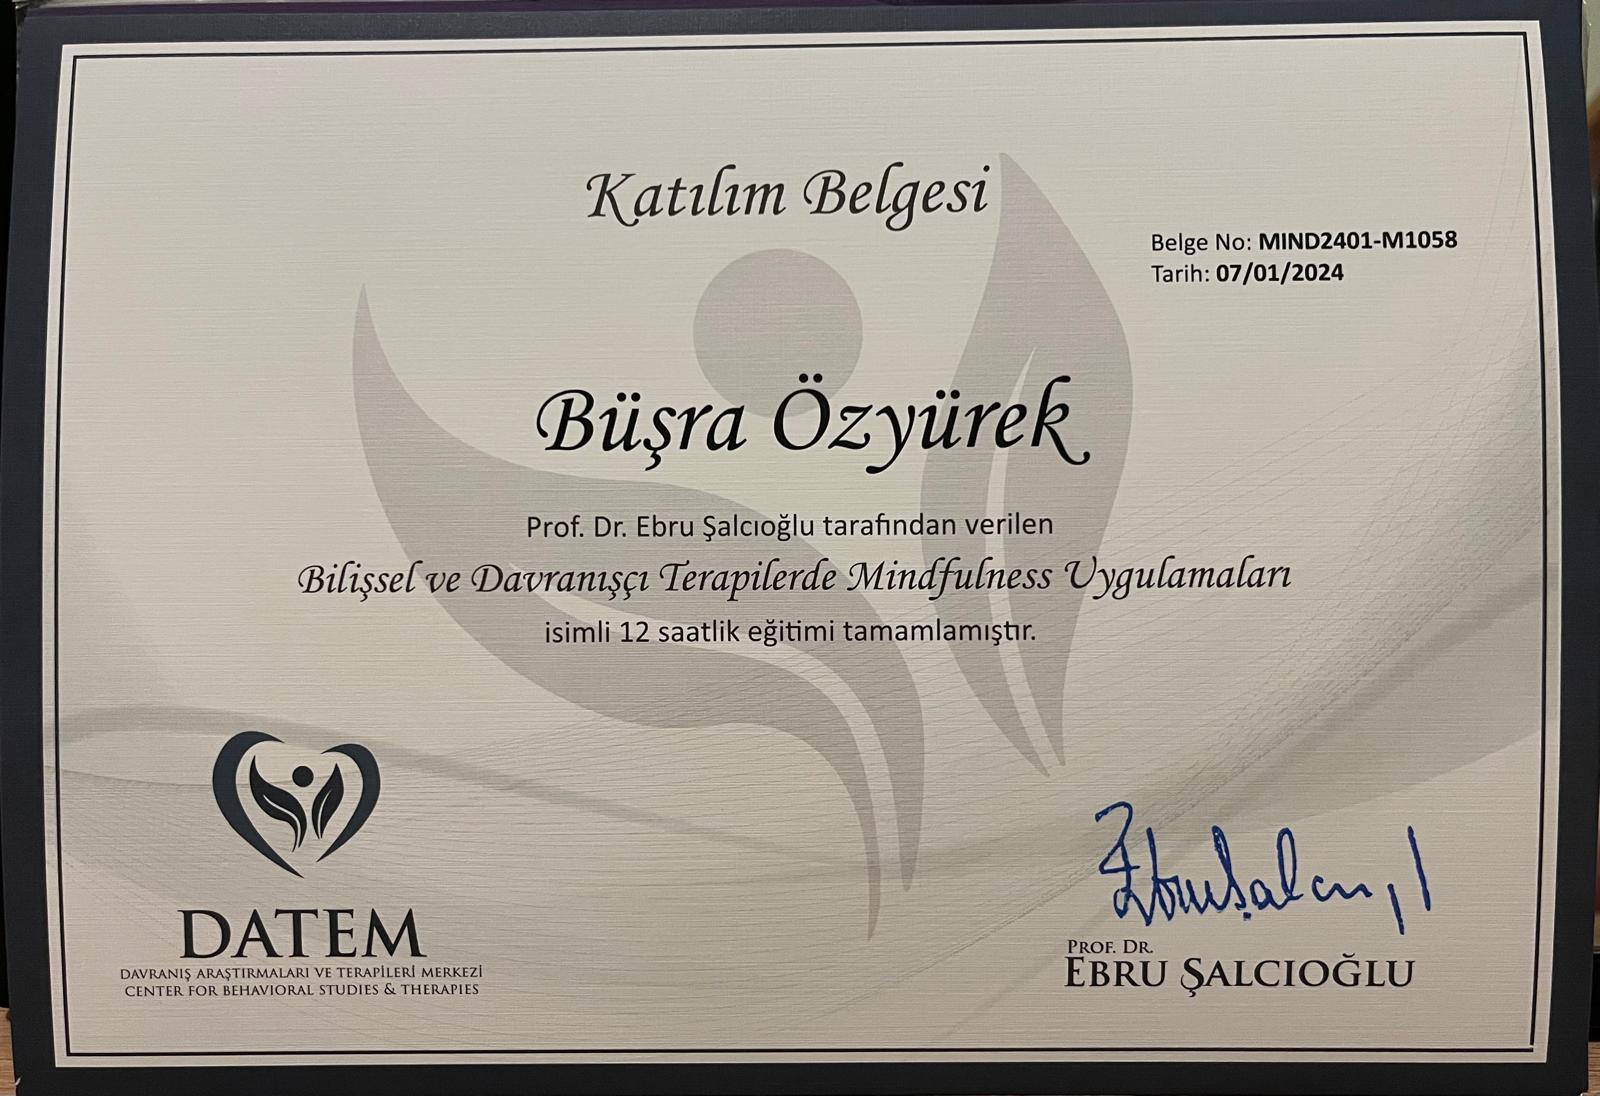 Katılım Belgesi
Belge No: MIND2401-M1058
Tarih: 07/01/2024
Büşra Özyürek
Prof. Dr. Ebru Şalcıoğlu tarafından verilen
Bilişsel ve Davranışçı Terapilerde Mindfulness Uygulamaları
isimli 12 saatlik eğitimi tamamlamıştır.
DATEM
DAVRANIŞ ARAŞTIRMALARI VE TERAPİLERİ MERKEZİ
CENTER FOR BEHAVIORAL STUDIES & THERAPIES
Ebru Şalcıoğlu
PROF. DR.
EBRU ŞALCIOĞLU